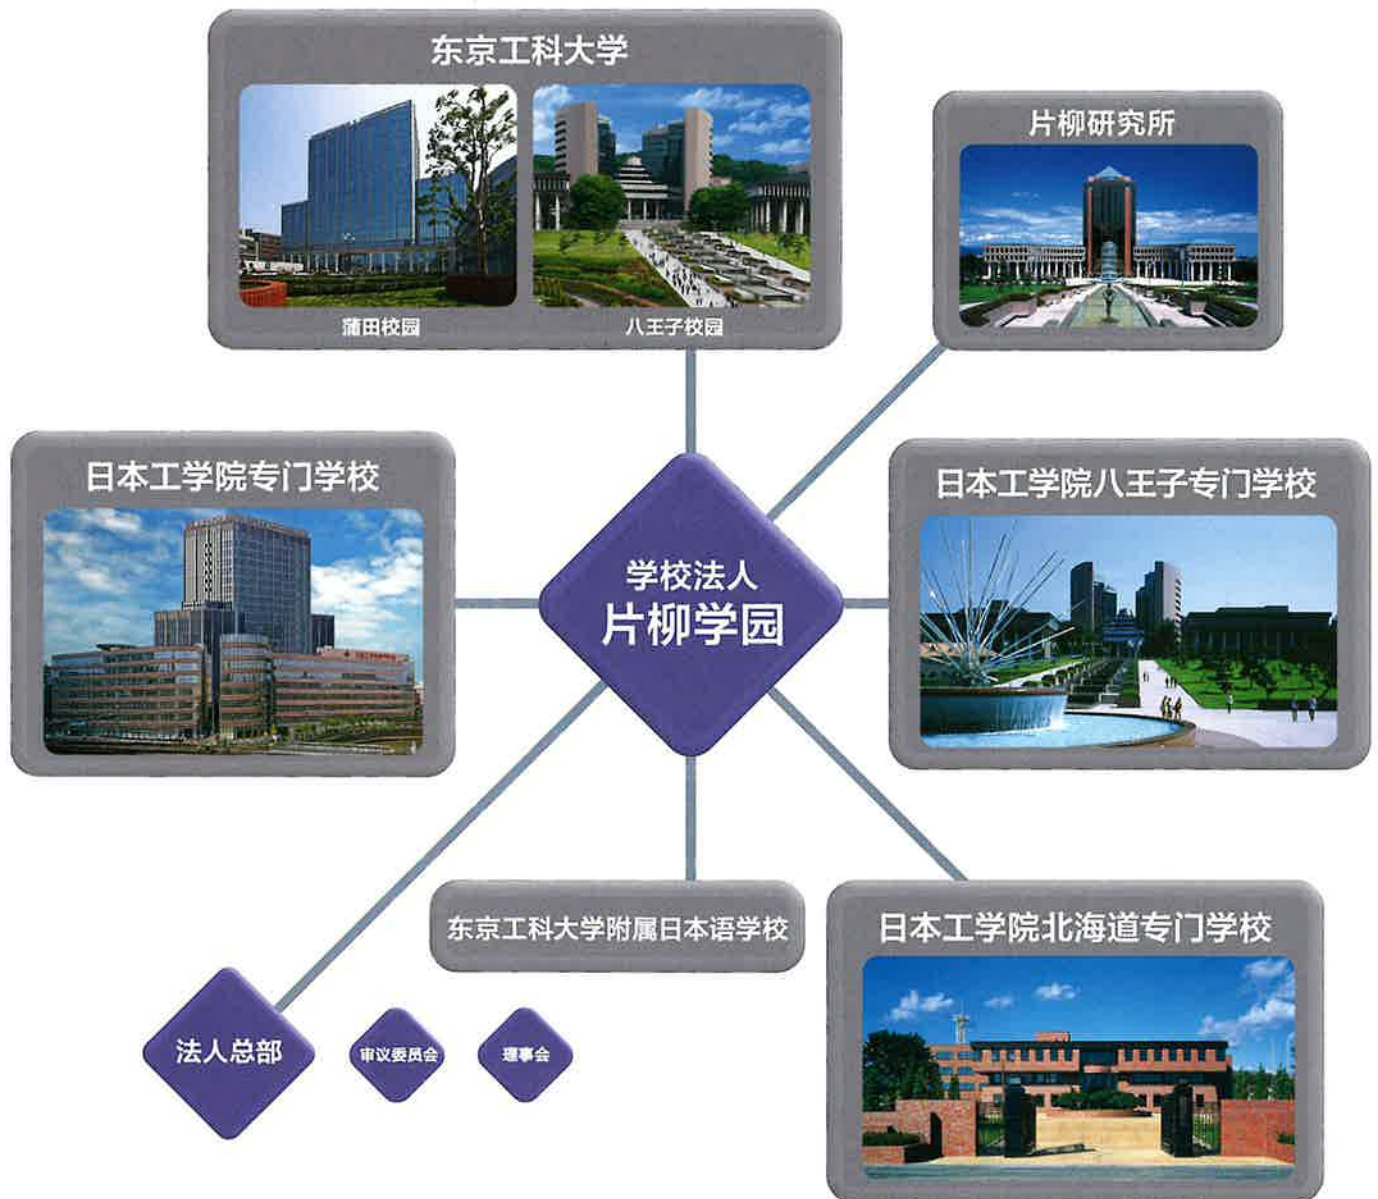 东京工科大学
蒲田校园
八王子校园
片柳研究所
日本工学院专门学校
日本工学院八王子专门学校
学校法人
片柳学园
东京工科大学附属日本语学校
日本工学院北海道专门学校
法人总部
审议委员会
理事会